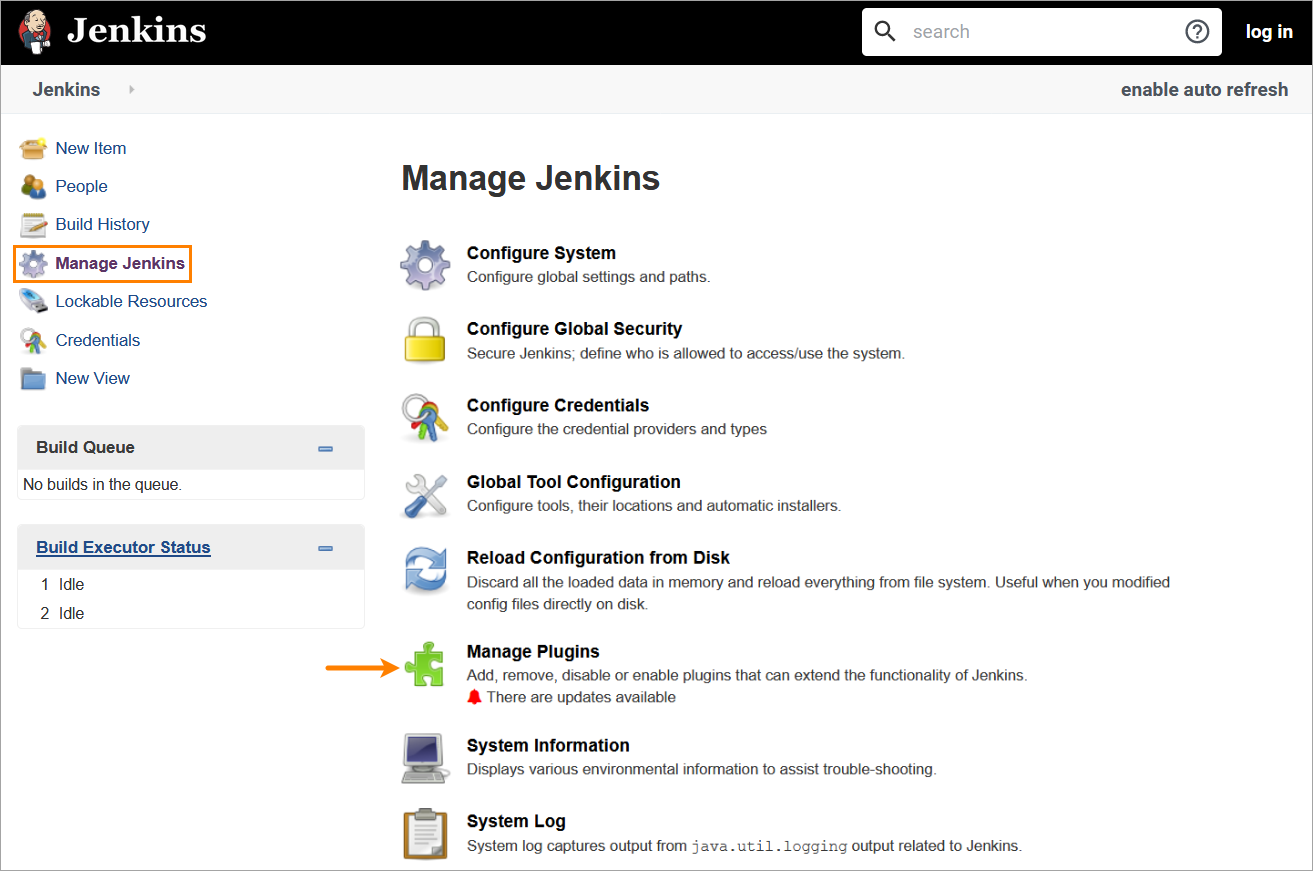 Jenkins
search
log in
Jenkins
enable auto refresh
New Item
People
Build History
Manage Jenkins
Lockable Resources
Credentials
New View
Build Queue
No builds in the queue.
Build Executor Status
1 Idle
2 Idle
Manage Jenkins
Configure System
Configure global settings and paths.
Configure Global Security
Secure Jenkins; define who is allowed to access/use the system.
Configure Credentials
Configure the credential providers and types
Global Tool Configuration
Configure tools, their locations and automatic installers.
Reload Configuration from Disk
Discard all the loaded data in memory and reload everything from file system. Useful when you modified
config files directly on disk.
Manage Plugins
Add, remove, disable or enable plugins that can extend the functionality of Jenkins.
There are updates available
System Information
Displays various environmental information to assist trouble-shooting.
System Log
System log captures output from java.util.logging output related to Jenkins.